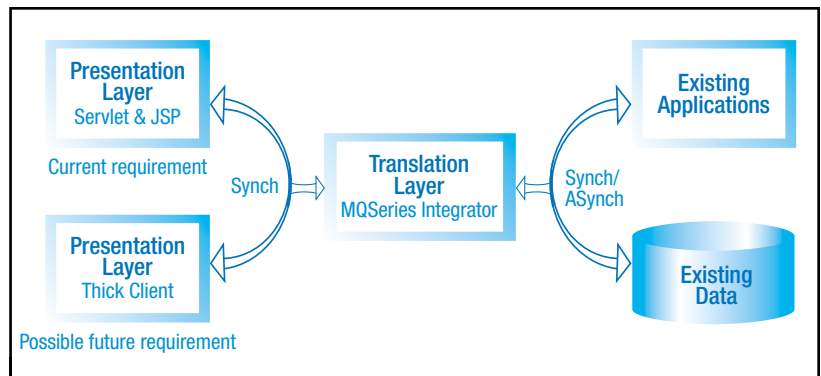 Presentation
Layer
Servlet & JSP
Current requirement
Synch
Presentation
Layer
Thick Client
Possible future requirement
Translation
Layer
MQSeries Integrator
Synch/
ASynch
Existing
Applications
Existing
Data